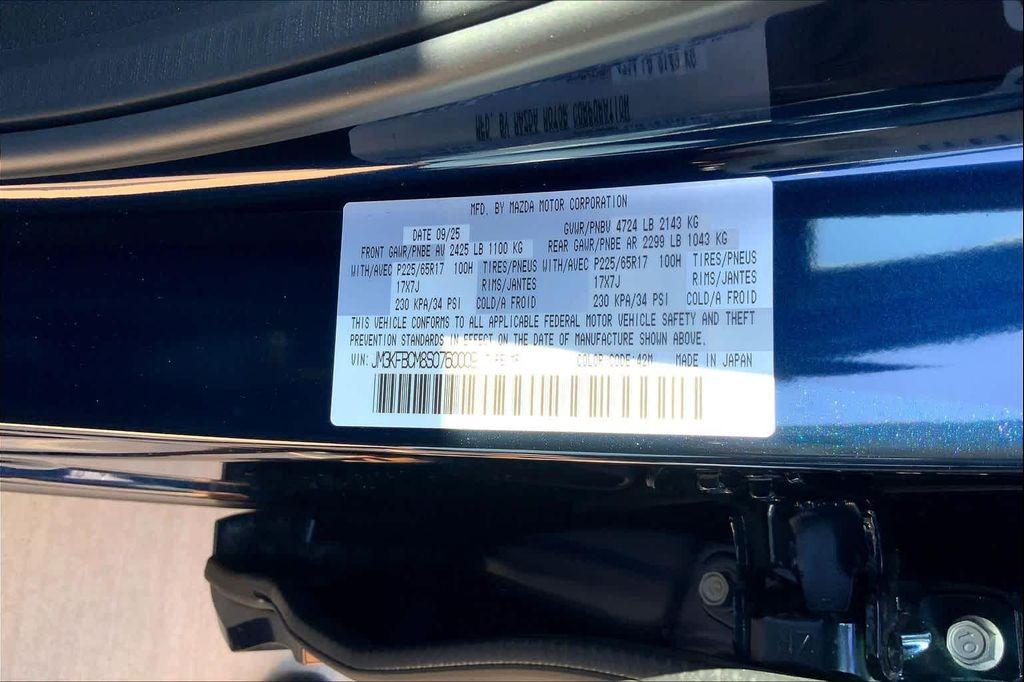 MFD. BY MAZDA MOTOR CORPORATION
DATE 09/25 GVWR/PNBV 4724 LB 2143 KG
FRONT GAWR/PNBE AV 2425 LB 1100 KG REAR GAWR/PNBE AR 2299 LB 1043 KG
WITH/AVEC P225/65R17 100H TIRES/PNEUS WITH/AVEC P225/65R17 100H TIRES/PNEUS
17X7J RIMS/JANTES 17X7J RIMS/JANTES
230 KPA/34 PSI COLD/A FROID 230 KPA/34 PSI COLD/A FROID
THIS VEHICLE CONFORMS TO ALL APPLICABLE FEDERAL MOTOR VEHICLE SAFETY AND THEFT
PREVENTION STANDARDS IN EFFECT ON THE DATE OF MANUFACTURE SHOWN ABOVE.
VIN: COLOR CODE:42M MADE IN JAPAN
10